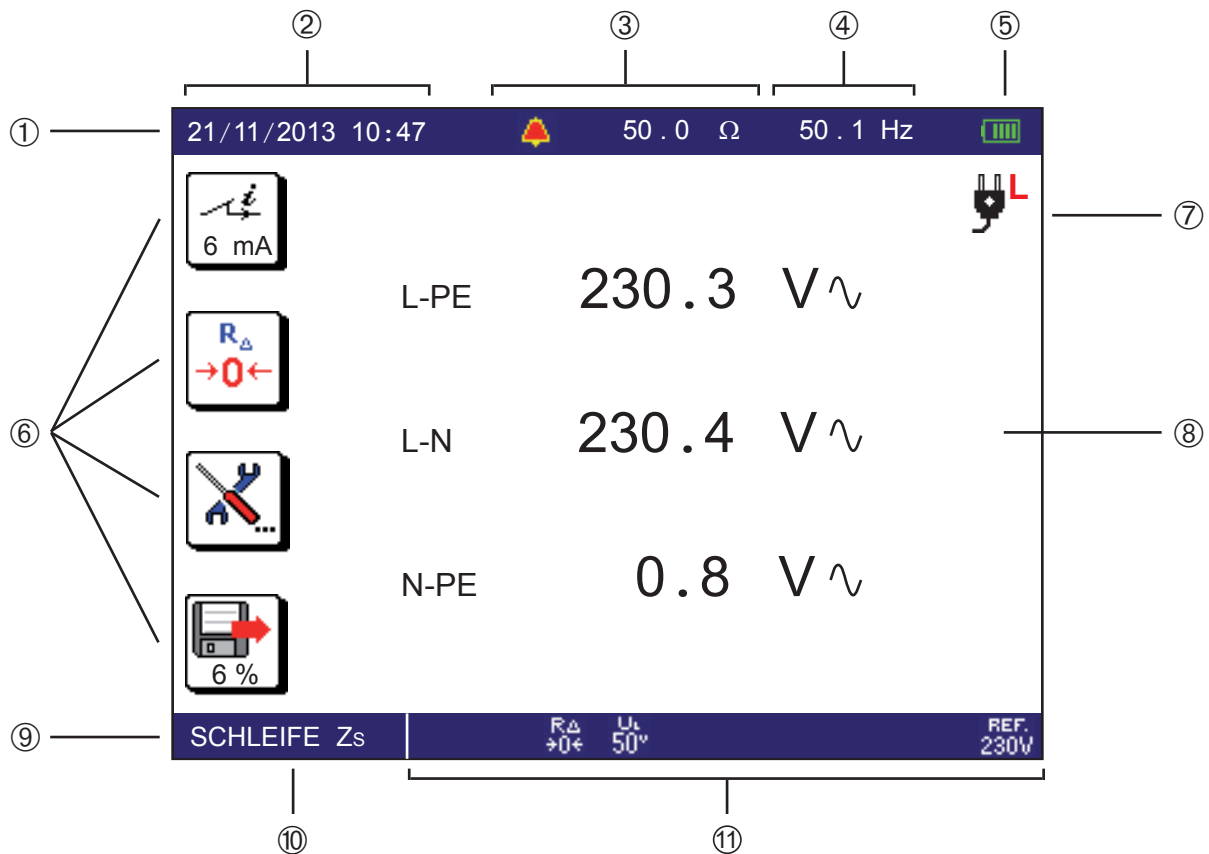 ② ③ ④ ⑤
① 21/11/2013 10:47 50.0 Ω 50.1 Hz
i
6 mA
L ⑦
L-PE 230.3 V
R△
→0←
⑥ L-N 230.4 V ⑧
...
N-PE 0.8 V
6 %
⑨ SCHLEIFE Zs R△ →0← UL 50V REF. 230V
⑩ ⑪